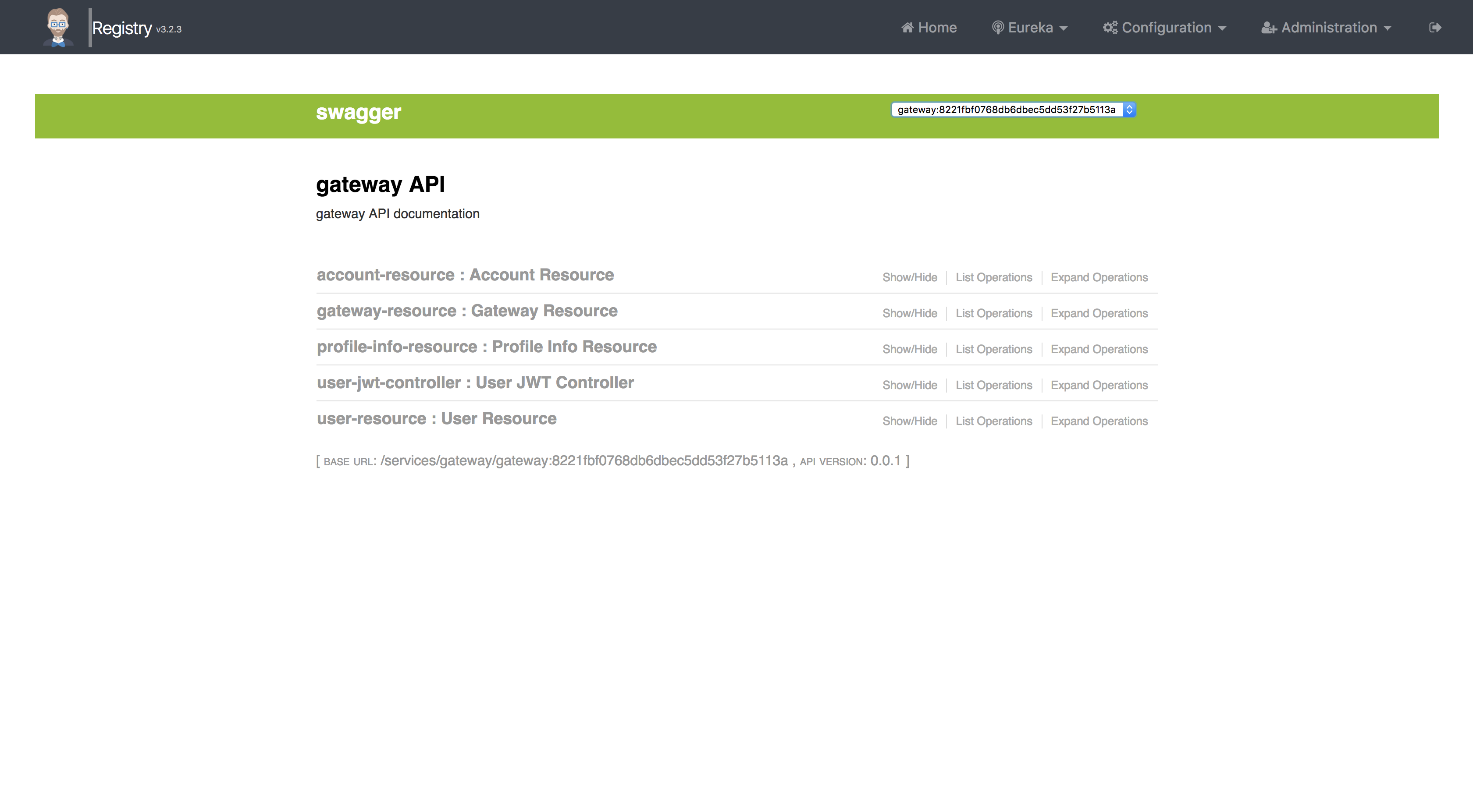 Registry v3.2.3 Home Eureka Configuration Administration
swagger gateway:8221fbf0768db6dbec5dd53f27b5113a
gateway API
gateway API documentation
account-resource : Account Resource Show/Hide List Operations Expand Operations
gateway-resource : Gateway Resource Show/Hide List Operations Expand Operations
profile-info-resource : Profile Info Resource Show/Hide List Operations Expand Operations
user-jwt-controller : User JWT Controller Show/Hide List Operations Expand Operations
user-resource : User Resource Show/Hide List Operations Expand Operations
[ BASE URL: /services/gateway/gateway:8221fbf0768db6dbec5dd53f27b5113a , API VERSION: 0.0.1 ]